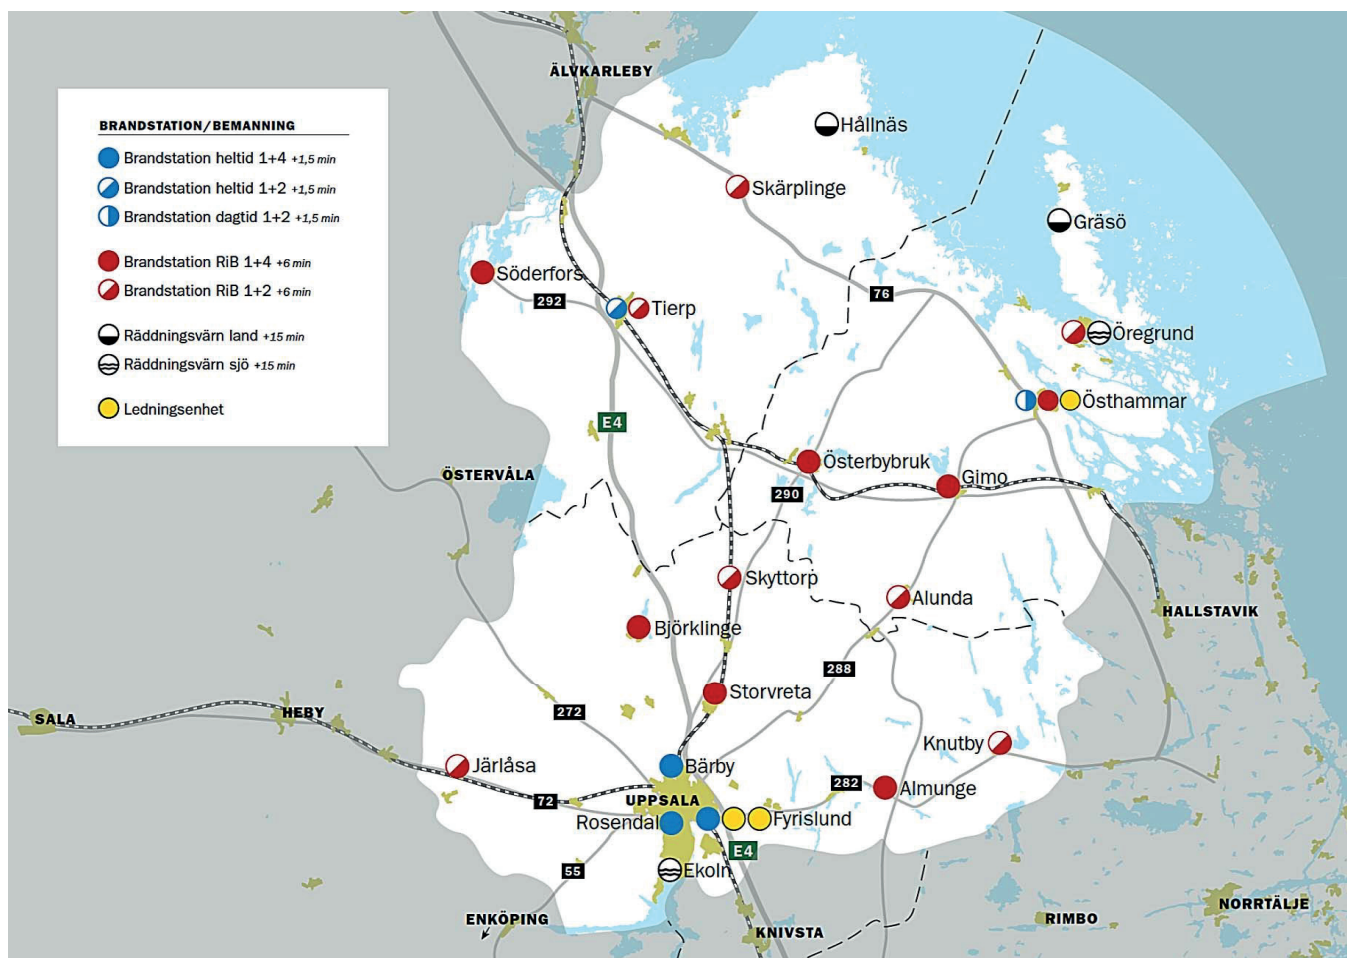 ÄLVKARLEBY
BRANDSTATION/BEMANNING
Brandstation heltid 1+4 +1,5 min
Brandstation heltid 1+2 +1,5 min
Brandstation dagtid 1+2 +1,5 min
Brandstation RiB 1+4 +6 min
Brandstation RiB 1+2 +6 min
Räddningsvärn land +15 min
Räddningsvärn sjö +15 min
Ledningsenhet
Hållnäs
Skärplinge
Gräsö
Söderfors
292
76
Tierp
Öregrund
Östhammar
E4
Österbybruk
ÖSTERVÅLA
Gimo
290
Skyttorp
Alunda
HALLSTAVIK
Björklinge
288
Storvreta
SALA
HEBY
272
Knutby
Järlåsa
Bärby
282
Almunge
72
UPPSALA
Rosendal
Fyrislund
E4
55
Ekoln
ENKÖPING
KNIVSTA
RIMBO
NORRTÄLJE